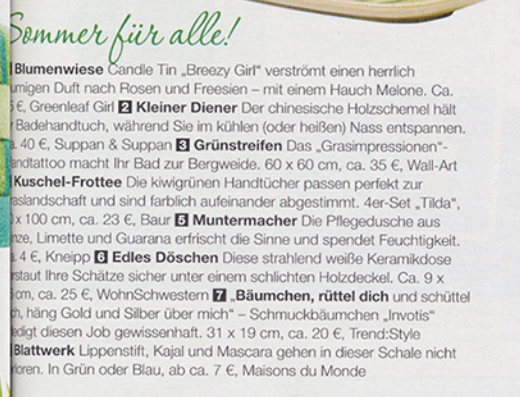 Sommer für alle!
Blumenwiese Candle Tin „Breezy Girl“ verströmt einen herrlich
Duft nach Rosen und Freesien – mit einem Hauch Melone. Ca.
€, Greenleaf Girl 2 Kleiner Diener Der chinesische Holzschemel hält
Badehandtuch, während Sie im kühlen (oder heißen) Nass entspannen.
40 €, Suppan & Suppan 3 Grünstreifen Das „Grasimpressionen“-
macht Ihr Bad zur Bergweide. 60 x 60 cm, ca. 35 €, Wall-Art
Kuschel-Frottee Die kiwigrünen Handtücher passen perfekt zur
und sind farblich aufeinander abgestimmt. 4er-Set „Tilda“,
x 100 cm, ca. 23 €, Baur 5 Muntermacher Die Pflegedusche aus
Limette und Guarana erfrischt die Sinne und spendet Feuchtigkeit.
4 €, Kneipp 6 Edles Döschen Diese strahlend weiße Keramikdose
Ihre Schätze sicher unter einem schlichten Holzdeckel. Ca. 9 x
cm, ca. 25 €, WohnSchwestern 7 „Bäumchen, rüttel dich und schüttel
häng Gold und Silber über mich“ – Schmuckbäumchen „Invotis“
diesen Job gewissenhaft. 31 x 19 cm, ca. 20 €, Trend:Style
Blattwerk Lippenstift, Kajal und Mascara gehen in dieser Schale nicht
In Grün oder Blau, ab ca. 7 €, Maisons du Monde